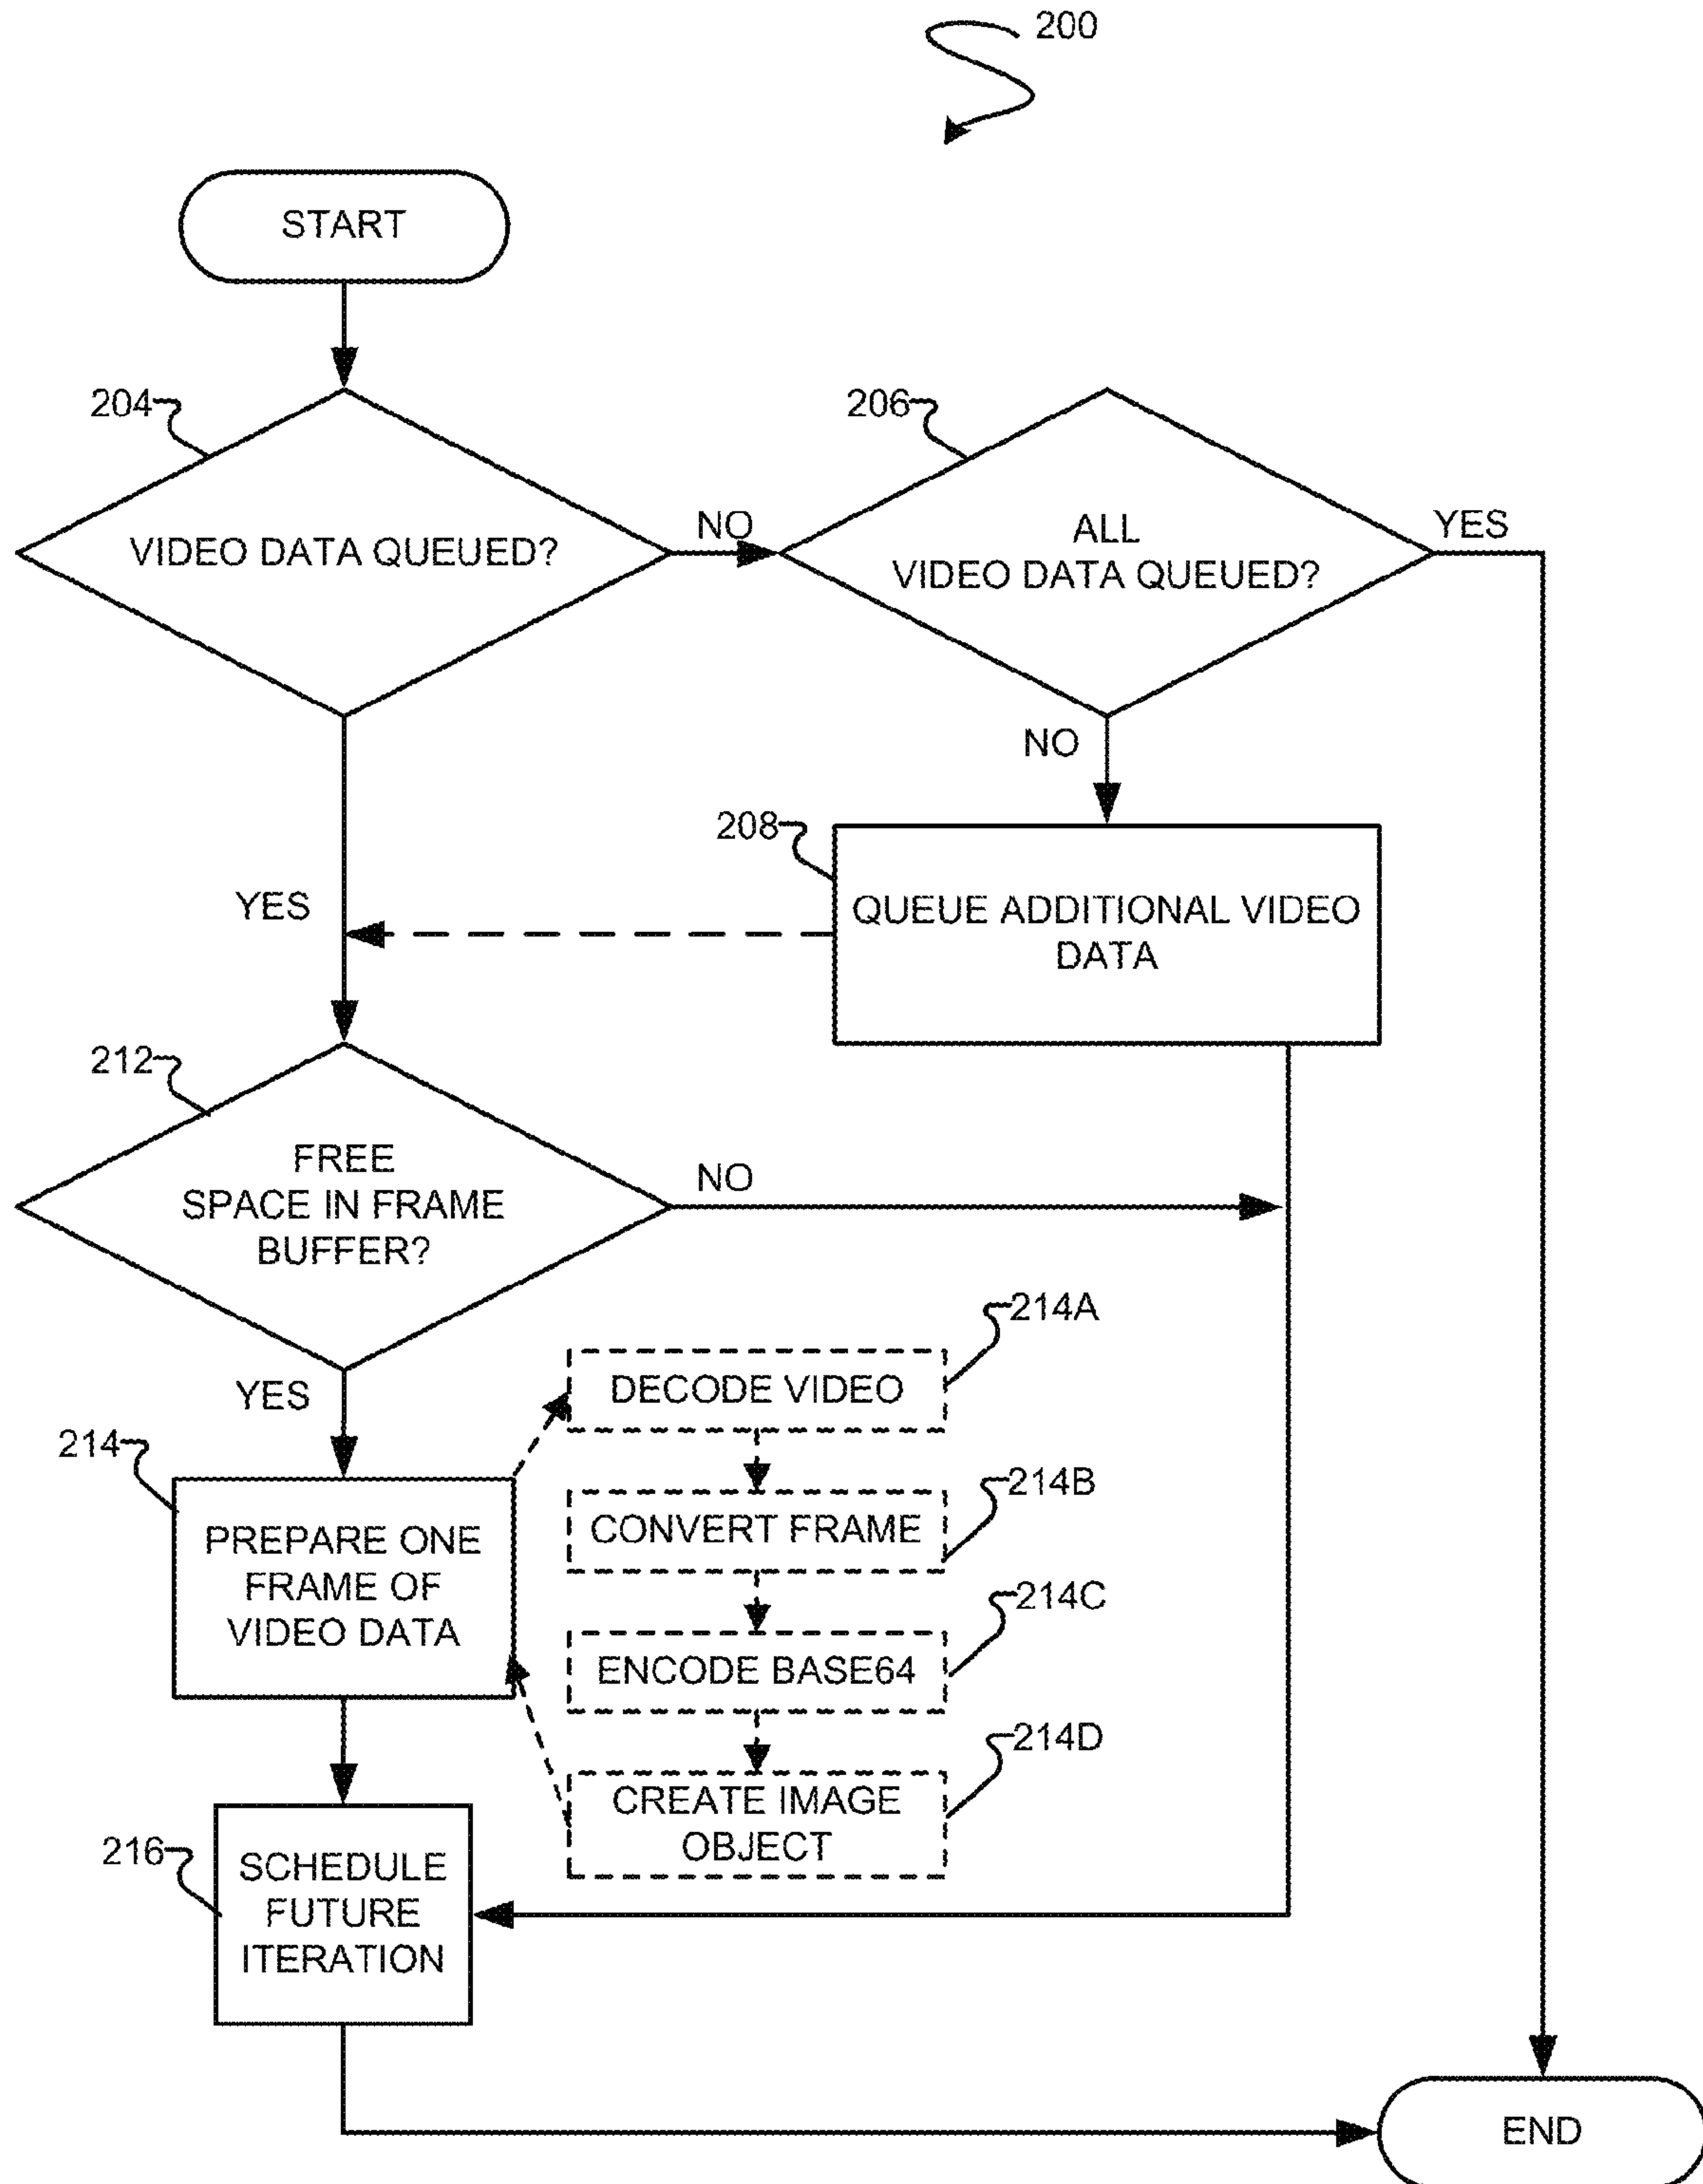 200
START
204
206
VIDEO DATA QUEUED?
NO
ALL
VIDEO DATA QUEUED?
YES
NO
208
QUEUE ADDITIONAL VIDEO
DATA
YES
212
FREE
SPACE IN FRAME
BUFFER?
NO
YES
214A
DECODE VIDEO
214
214B
PREPARE ONE
FRAME OF
VIDEO DATA
CONVERT FRAME
214C
ENCODE BASE64
214D
CREATE IMAGE
OBJECT
216
SCHEDULE
FUTURE
ITERATION
END